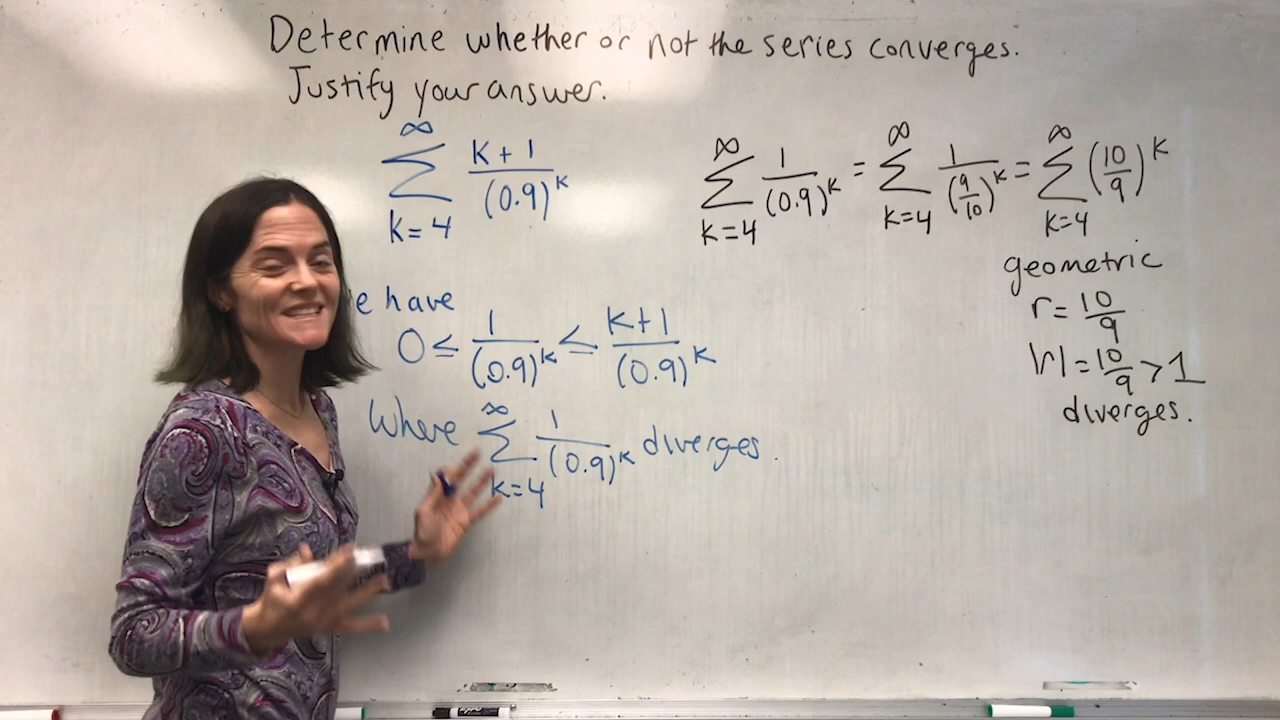 Determine whether or not the series converges.
Justify your answer.
∞
∑ k+1/(0.9)^k
k=4
∞ ∞ ∞
∑ 1/(0.9)^k = ∑ 1/(9/10)^k = ∑ (10/9)^k
k=4 k=4 k=4
geometric
r = 10/9
|r| = 10/9 > 1
diverges.
e have
0 ≤ 1/(0.9)^k ≤ k+1/(0.9)^k
∞
Where ∑ 1/(0.9)^k diverges.
k=4